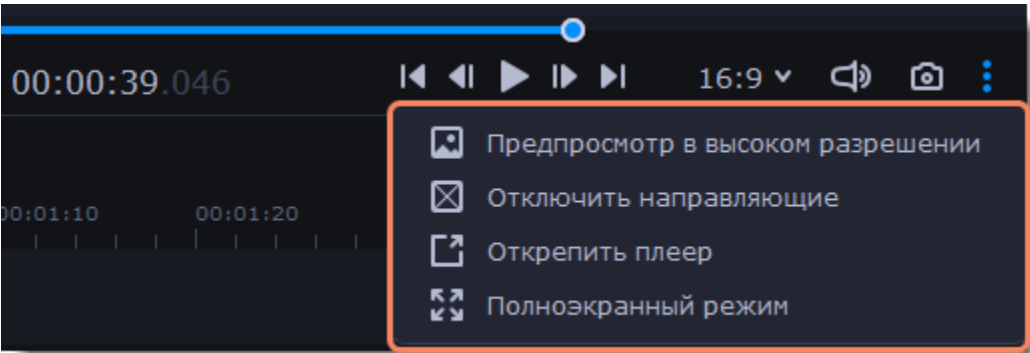 00:00:39.046 16:9
Предпросмотр в высоком разрешении
Отключить направляющие
00:01:10 00:01:20
Открепить плеер
Полноэкранный режим